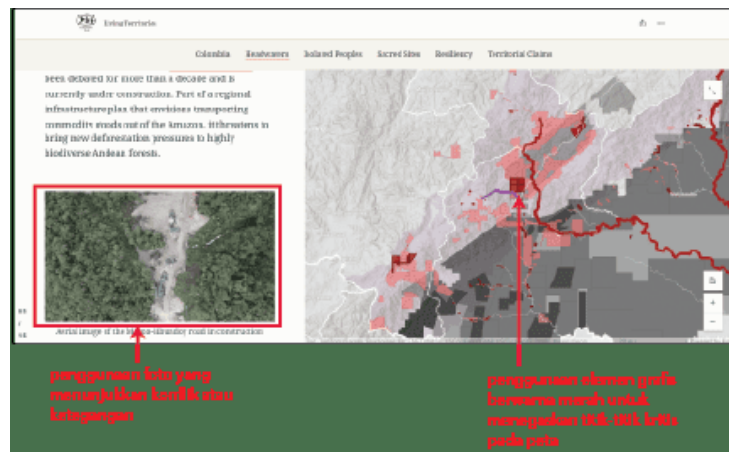 Living Territories
Colombia Headwaters Isolated Peoples Sacred Sites Resiliency Territorial Claims
been debated for more than a decade and is
currently under construction. Part of a regional
infrastructure plan that envisions transporting
commodity goods out of the Amazon, it threatens to
bring new deforestation pressures to highly
biodiverse Andean forests.
Aerial image of the road in construction
penggunaan foto yang
menunjukkan konflik atau
ketegangan
penggunaan elemen grafis
berwarna merah untuk
menegaskan titik-titik kritis
pada peta